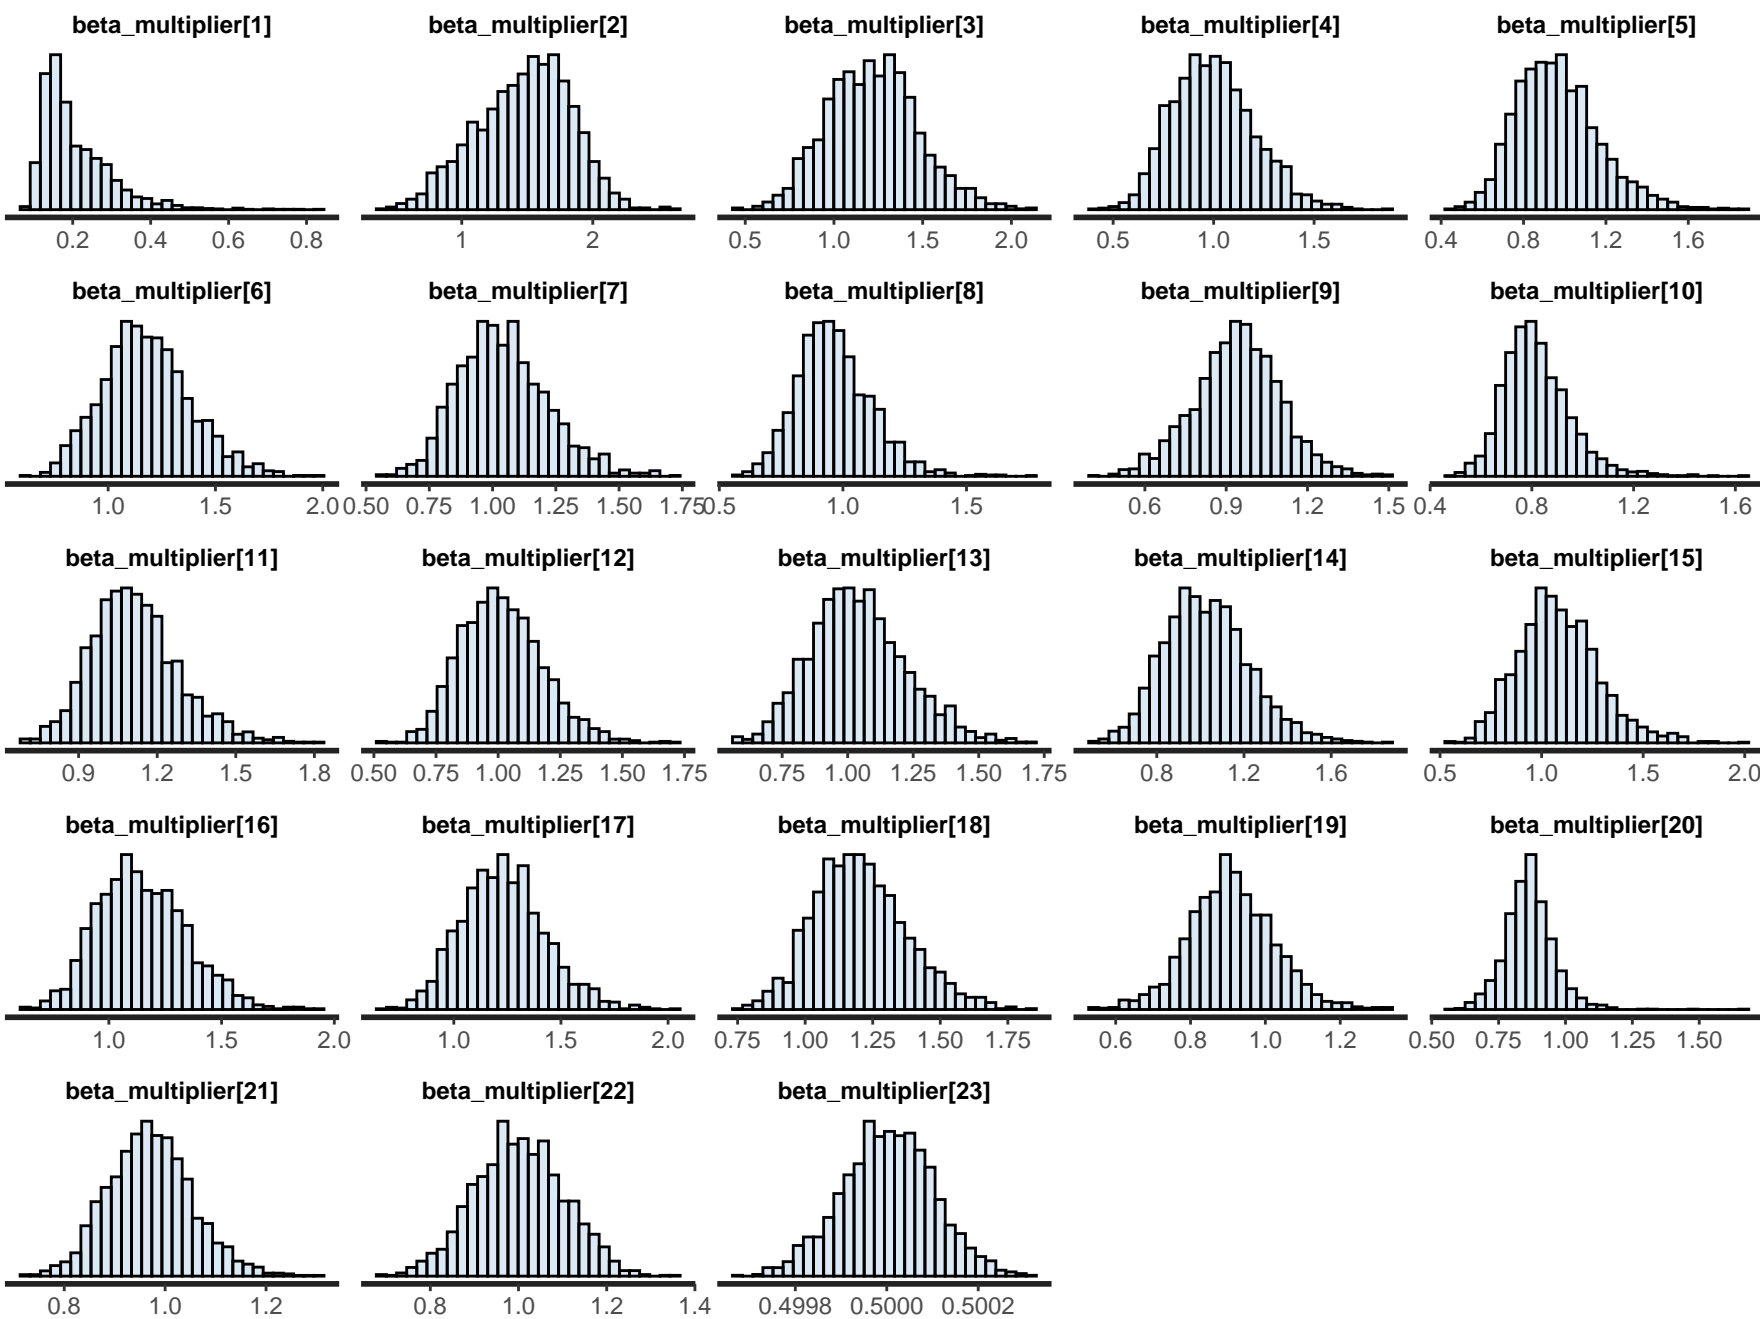 beta_multiplier[1] beta_multiplier[2] beta_multiplier[3] beta_multiplier[4] beta_multiplier[5]
0.2 0.4 0.6 0.8 1 2 0.5 1.0 1.5 2.0 0.5 1.0 1.5 0.4 0.8 1.2 1.6
beta_multiplier[6] beta_multiplier[7] beta_multiplier[8] beta_multiplier[9] beta_multiplier[10]
1.0 1.5 2.0 0.50 0.75 1.00 1.25 1.50 1.75 0.5 1.0 1.5 0.6 0.9 1.2 1.5 0.4 0.8 1.2 1.6
beta_multiplier[11] beta_multiplier[12] beta_multiplier[13] beta_multiplier[14] beta_multiplier[15]
0.9 1.2 1.5 1.8 0.50 0.75 1.00 1.25 1.50 1.75 0.75 1.00 1.25 1.50 1.75 0.8 1.2 1.6 0.5 1.0 1.5 2.0
beta_multiplier[16] beta_multiplier[17] beta_multiplier[18] beta_multiplier[19] beta_multiplier[20]
1.0 1.5 2.0 1.0 1.5 2.0 0.75 1.00 1.25 1.50 1.75 0.6 0.8 1.0 1.2 0.50 0.75 1.00 1.25 1.50
beta_multiplier[21] beta_multiplier[22] beta_multiplier[23]
0.8 1.0 1.2 0.8 1.0 1.2 1.4 0.4998 0.5000 0.5002